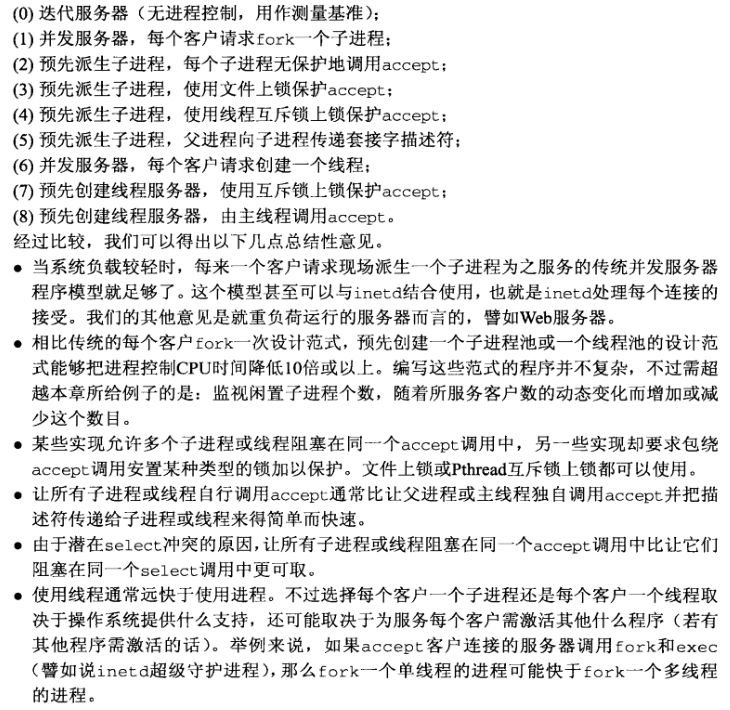 (0) 迭代服务器（无进程控制，用作测量基准）；
(1) 并发服务器，每个客户请求fork一个子进程；
(2) 预先派生子进程，每个子进程无保护地调用accept；
(3) 预先派生子进程，使用文件上锁保护accept；
(4) 预先派生子进程，使用线程互斥锁上锁保护accept；
(5) 预先派生子进程，父进程向子进程传递套接字描述符；
(6) 并发服务器，每个客户请求创建一个线程；
(7) 预先创建线程服务器，使用互斥锁上锁保护accept；
(8) 预先创建线程服务器，由主线程调用accept。
经过比较，我们可以得出以下几点总结性意见。
● 当系统负载较轻时，每来一个客户请求现场派生一个子进程为之服务的传统并发服务器
程序模型就足够了。这个模型甚至可以与inetd结合使用，也就是inetd处理每个连接的
接受。我们的其他意见是就重负荷运行的服务器而言的，譬如Web服务器。
● 相比传统的每个客户fork一次设计范式，预先创建一个子进程池或一个线程池的设计范
式能够把进程控制CPU时间降低10倍或以上。编写这些范式的程序并不复杂，不过需超
越本章所给例子的是：监视闲置子进程个数，随着所服务客户数的动态变化而增加或减
少这个数目。
● 某些实现允许多个子进程或线程阻塞在同一个accept调用中，另一些实现却要求包绕
accept调用安置某种类型的锁加以保护。文件上锁或Pthread互斥锁上锁都可以使用。
● 让所有子进程或线程自行调用accept通常比让父进程或主线程独自调用accept并把描
述符传递给子进程或线程来得简单而快速。
● 由于潜在select冲突的原因，让所有子进程或线程阻塞在同一个accept调用中比让它们
阻塞在同一个select调用中更可取。
● 使用线程通常远快于使用进程。不过选择每个客户一个子进程还是每个客户一个线程取
决于操作系统提供什么支持，还可能取决于为服务每个客户需激活其他什么程序（若有
其他程序需激活的话）。举例来说，如果accept客户连接的服务器调用fork和exec
（譬如说inetd超级守护进程），那么fork一个单线程的进程可能快于fork一个多线程
的进程。